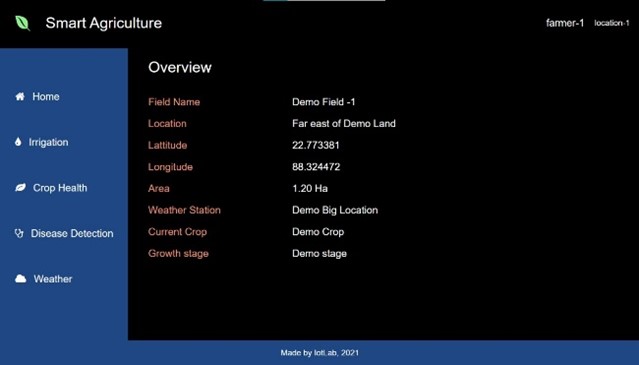 Smart Agriculture
farmer-1 location-1
Home
Irrigation
Crop Health
Disease Detection
Weather
Overview
Field Name Demo Field -1
Location Far east of Demo Land
Lattitude 22.773381
Longitude 88.324472
Area 1.20 Ha
Weather Station Demo Big Location
Current Crop Demo Crop
Growth stage Demo stage
Made by IotLab, 2021